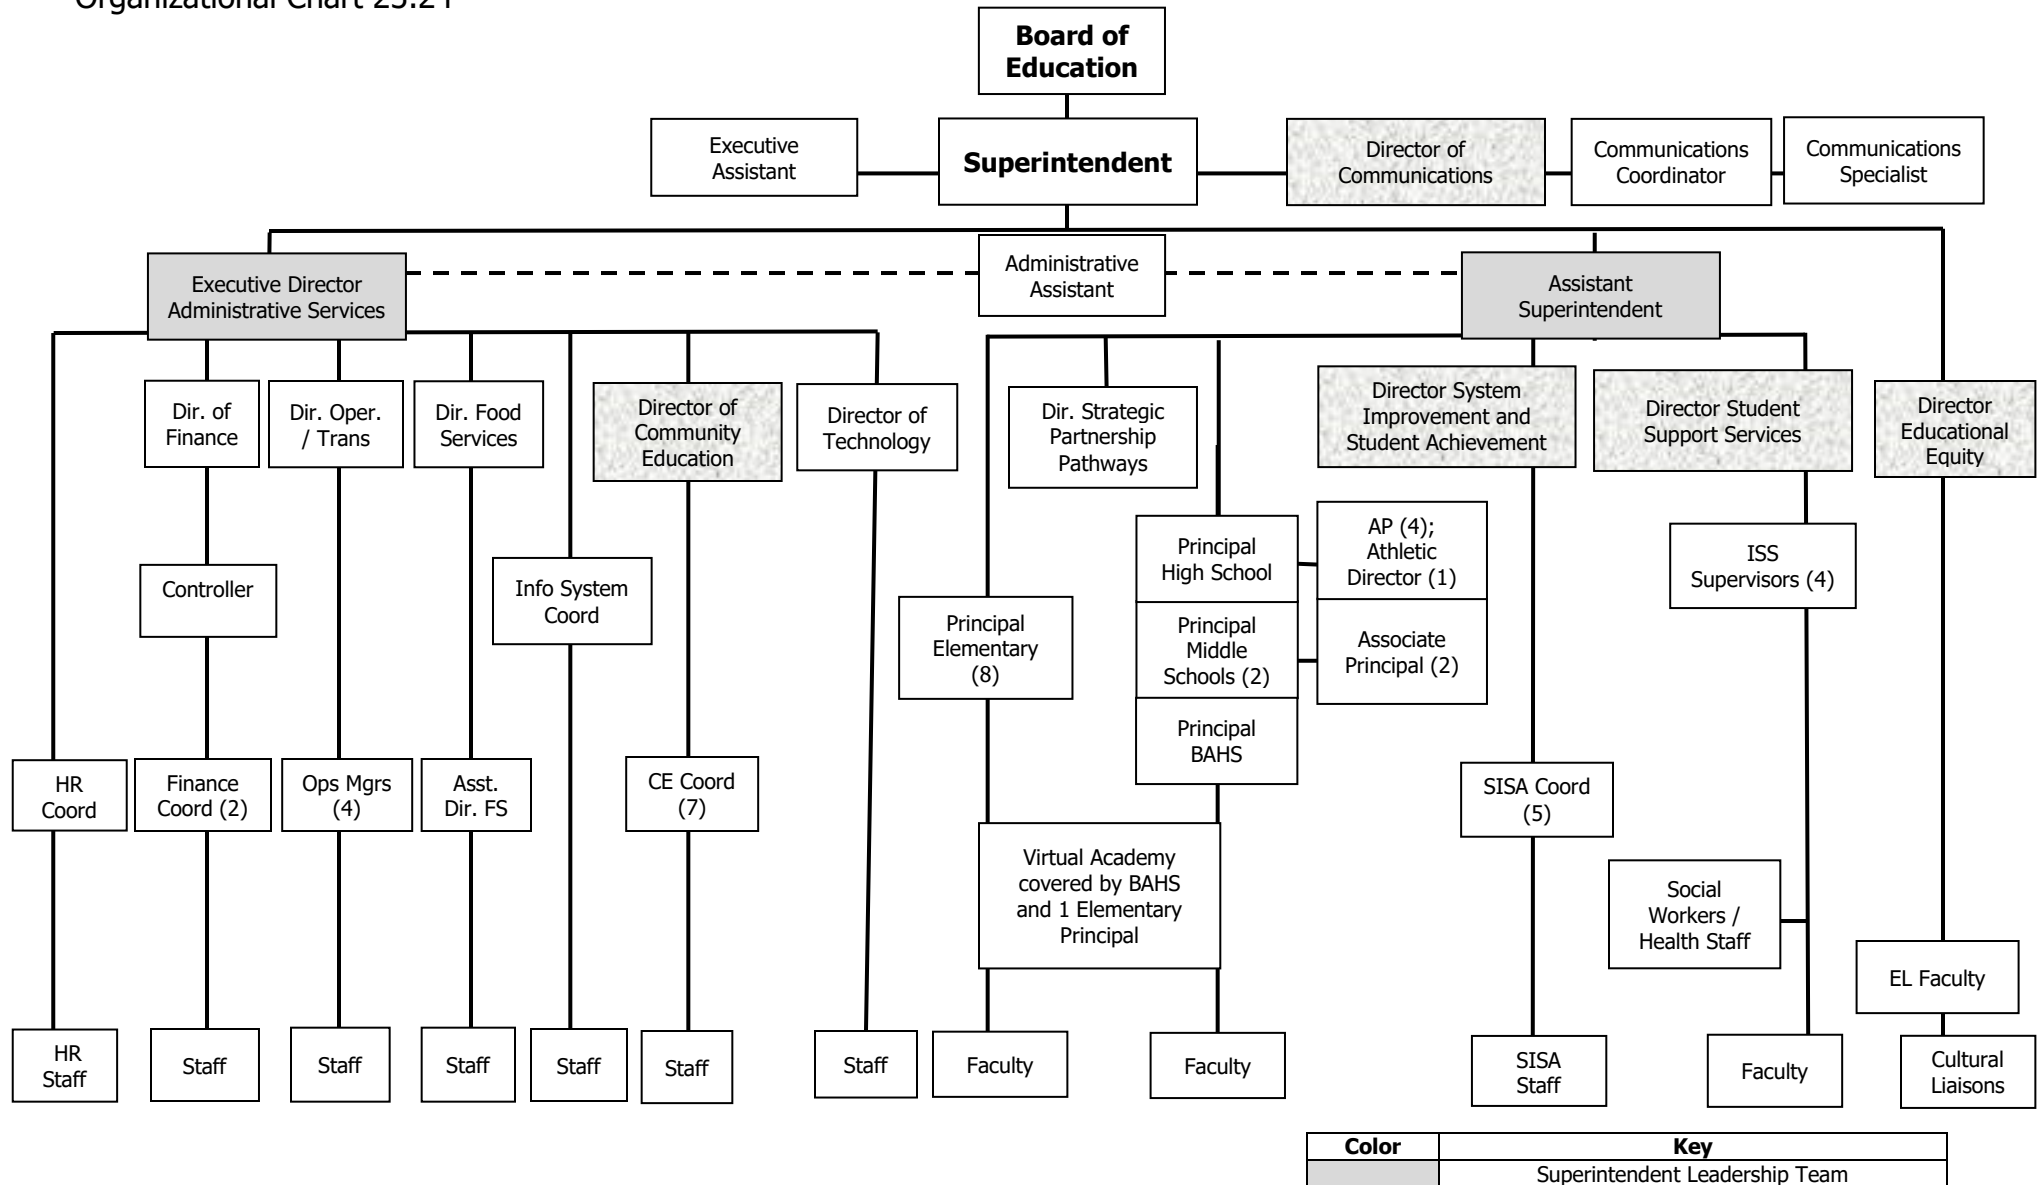 Organizational Chart 23.24
Board of
Education
Executive
Assistant
Superintendent
Director of
Communications
Communications
Coordinator
Communications
Specialist
Executive Director
Administrative Services
Administrative
Assistant
Assistant
Superintendent
Dir. of
Finance
Dir. Oper.
/ Trans
Dir. Food
Services
Director of
Community
Education
Director of
Technology
Dir. Strategic
Partnership
Pathways
Director System
Improvement and
Student Achievement
Director Student
Support Services
Director
Educational
Equity
Controller
Info System
Coord
Principal
Elementary
(8)
Principal
High School
AP (4);
Athletic
Director (1)
Principal
Middle
Schools (2)
Associate
Principal (2)
Principal
BAHS
ISS
Supervisors (4)
HR
Coord
Finance
Coord (2)
Ops Mgrs
(4)
Asst.
Dir. FS
CE Coord
(7)
SISA Coord
(5)
Virtual Academy
covered by BAHS
and 1 Elementary
Principal
Social
Workers /
Health Staff
EL Faculty
HR
Staff
Staff
Staff
Staff
Staff
Staff
Staff
Faculty
Faculty
SISA
Staff
Faculty
Cultural
Liaisons
Color Key
Superintendent Leadership Team